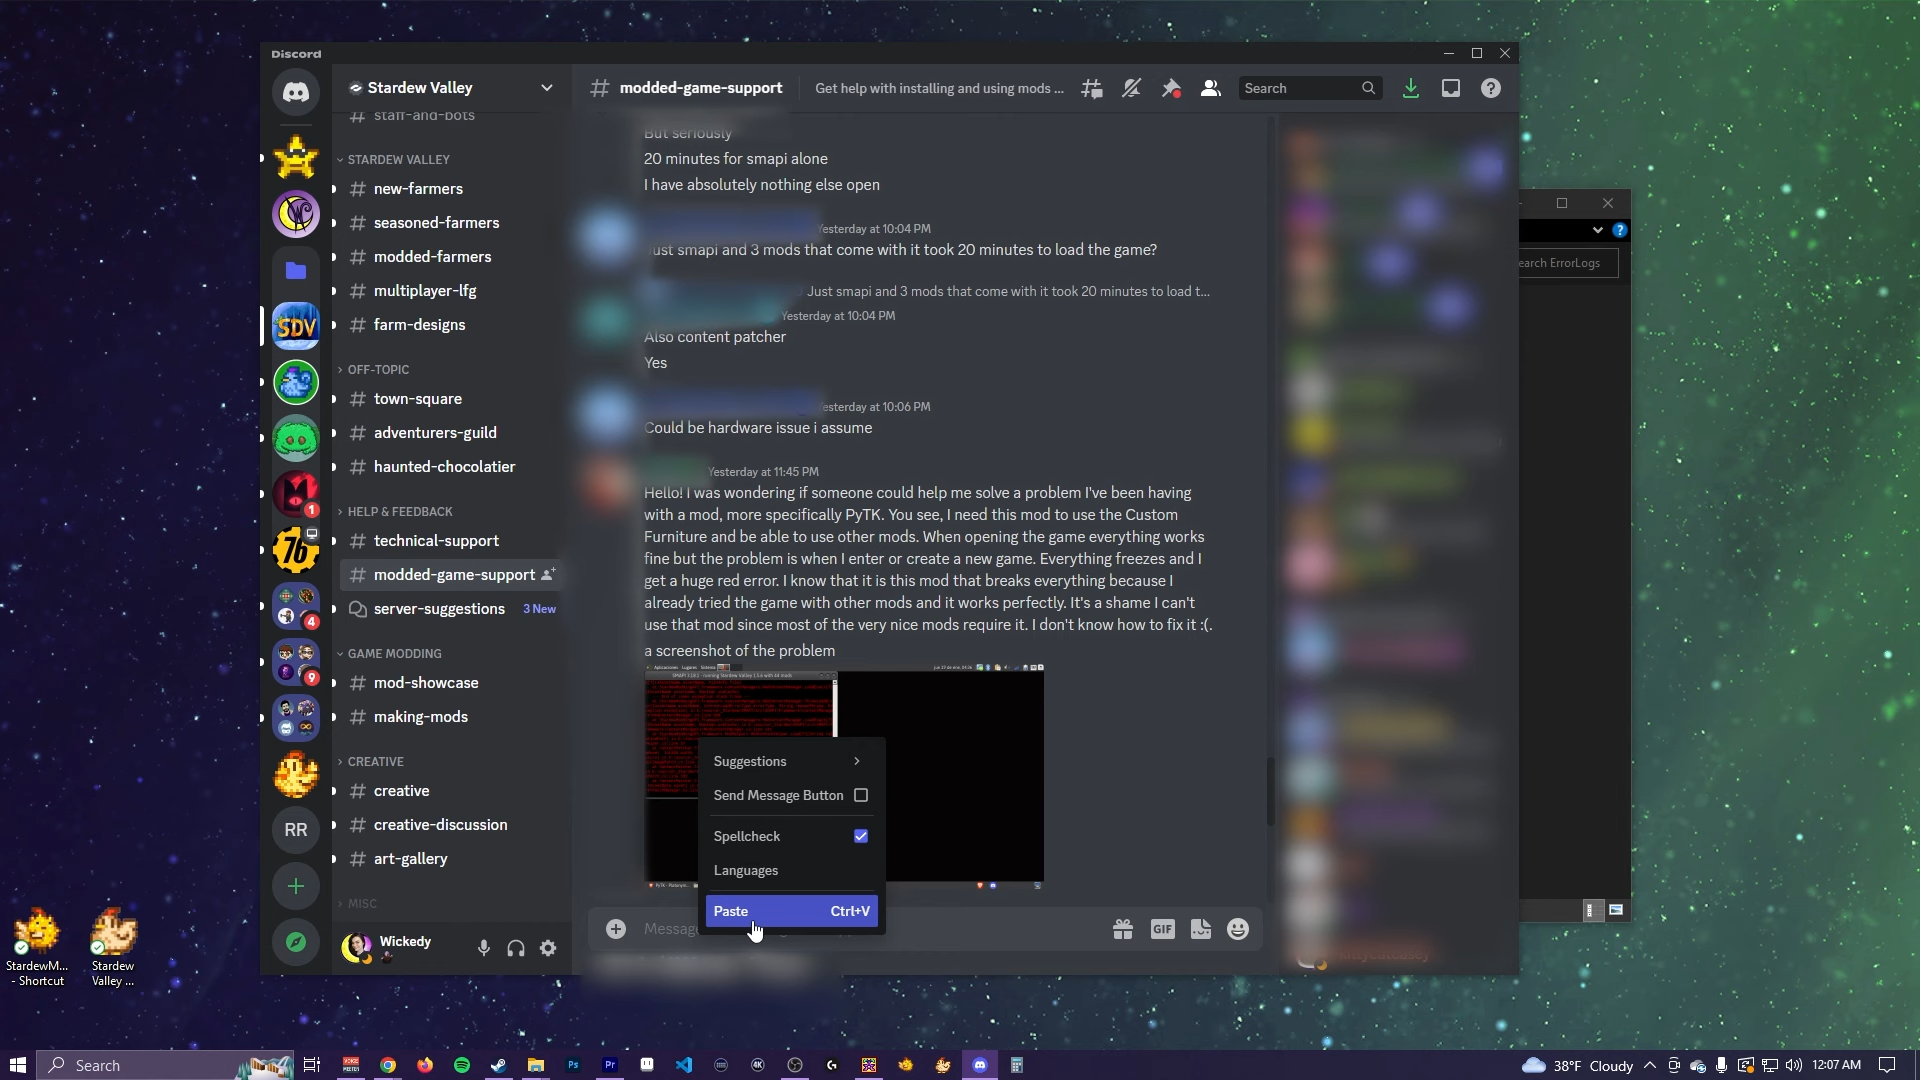 Discord
Stardew Valley
staff-and-bots
STARDEW VALLEY
new-farmers
seasoned-farmers
modded-farmers
multiplayer-lfg
farm-designs
OFF-TOPIC
town-square
adventurers-guild
haunted-chocolatier
HELP & FEEDBACK
technical-support
modded-game-support
server-suggestions 3 New
GAME MODDING
mod-showcase
making-mods
CREATIVE
creative
creative-discussion
art-gallery
MISC
Wickedy
SDV
76
1
4
9
RR
# modded-game-support
Get help with installing and using mods ...
Search
But seriously
20 minutes for smapi alone
I have absolutely nothing else open
Yesterday at 10:04 PM
Just smapi and 3 mods that come with it took 20 minutes to load the game?
Just smapi and 3 mods that come with it took 20 minutes to load t...
Yesterday at 10:04 PM
Also content patcher
Yes
Yesterday at 10:06 PM
Could be hardware issue i assume
Yesterday at 11:45 PM
Hello! I was wondering if someone could help me solve a problem I've been having
with a mod, more specifically PyTK. You see, I need this mod to use the Custom
Furniture and be able to use other mods. When opening the game everything works
fine but the problem is when I enter or create a new game. Everything freezes and I
get a huge red error. I know that it is this mod that breaks everything because I
already tried the game with other mods and it works perfectly. It's a shame I can't
use that mod since most of the very nice mods require it. I don't know how to fix it :(.
a screenshot of the problem
Suggestions
Send Message Button
Spellcheck
Languages
Paste Ctrl+V
Messag
GIF
earch ErrorLogs
StardewM...
- Shortcut
Stardew
Valley ...
Search
Ps
Pr
4K
38°F Cloudy
12:07 AM